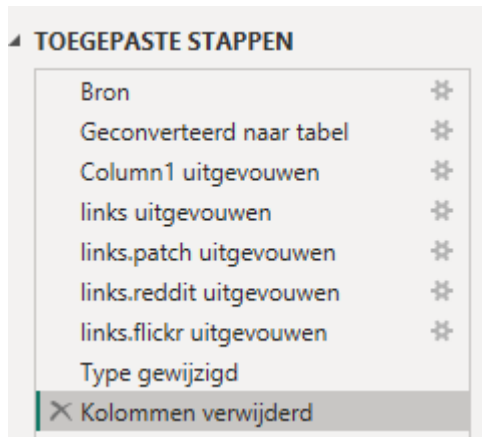 TOEGEPASTE STAPPEN
Bron
Geconverteerd naar tabel
Column1 uitgevouwen
links uitgevouwen
links.patch uitgevouwen
links.reddit uitgevouwen
links.flickr uitgevouwen
Type gewijzigd
Kolommen verwijderd